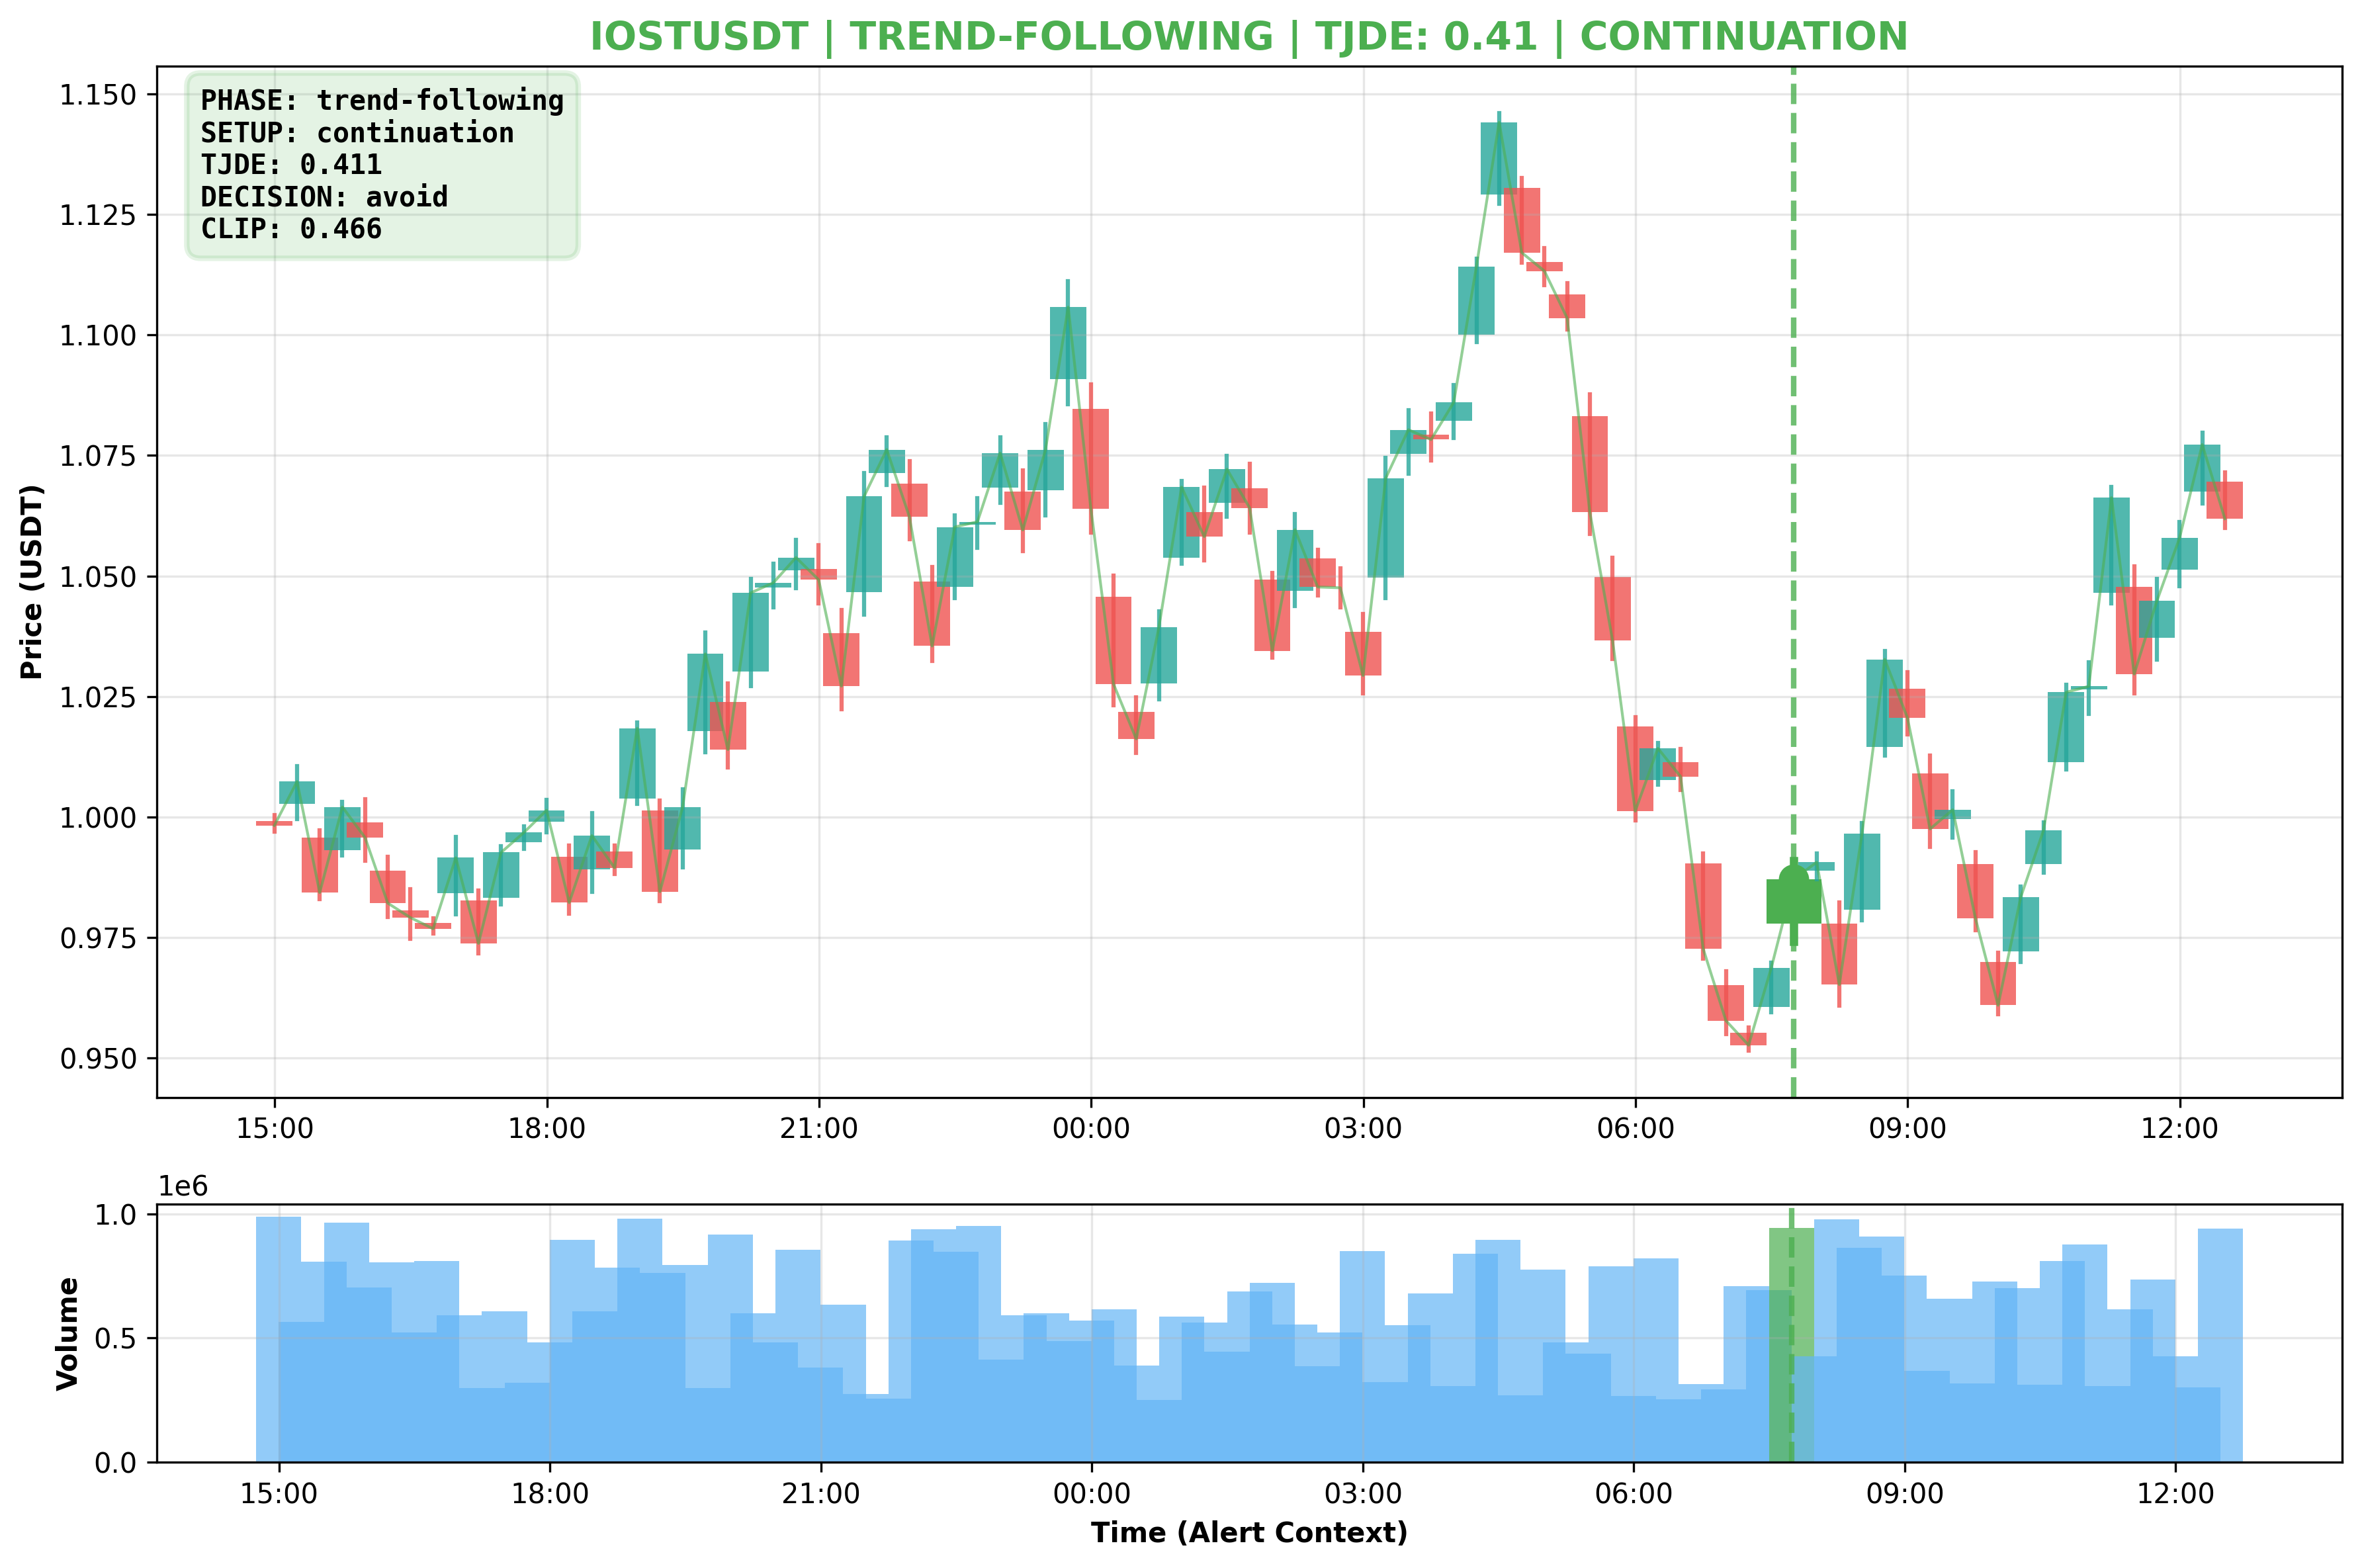 IOSTUSDT | TREND-FOLLOWING | TJDE: 0.41 | CONTINUATION
PHASE: trend-following
SETUP: continuation
TJDE: 0.411
DECISION: avoid
CLIP: 0.466
Price (USDT)
1.150
1.125
1.100
1.075
1.050
1.025
1.000
0.975
0.950
15:00 18:00 21:00 00:00 03:00 06:00 09:00 12:00
1e6
Volume
1.0
0.5
0.0
15:00 18:00 21:00 00:00 03:00 06:00 09:00 12:00
Time (Alert Context)